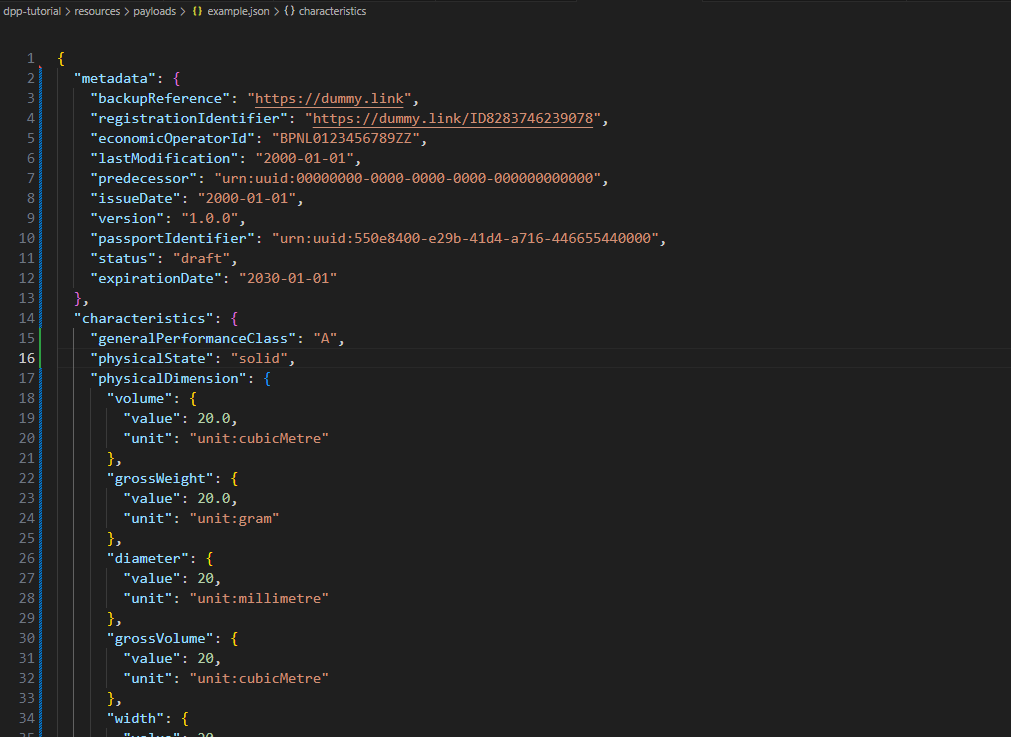 dpp-tutorial > resources > payloads > {} example.json > {} characteristics
1 {
2 "metadata": {
3 "backupReference": "https://dummy.link",
4 "registrationIdentifier": "https://dummy.link/ID8283746239078",
5 "economicOperatorId": "BPNL0123456789ZZ",
6 "lastModification": "2000-01-01",
7 "predecessor": "urn:uuid:00000000-0000-0000-0000-000000000000",
8 "issueDate": "2000-01-01",
9 "version": "1.0.0",
10 "passportIdentifier": "urn:uuid:550e8400-e29b-41d4-a716-446655440000",
11 "status": "draft",
12 "expirationDate": "2030-01-01"
13 },
14 "characteristics": {
15 "generalPerformanceClass": "A",
16 "physicalState": "solid",
17 "physicalDimension": {
18 "volume": {
19 "value": 20.0,
20 "unit": "unit:cubicMetre"
21 },
22 "grossWeight": {
23 "value": 20.0,
24 "unit": "unit:gram"
25 },
26 "diameter": {
27 "value": 20,
28 "unit": "unit:millimetre"
29 },
30 "grossVolume": {
31 "value": 20,
32 "unit": "unit:cubicMetre"
33 },
34 "width": {